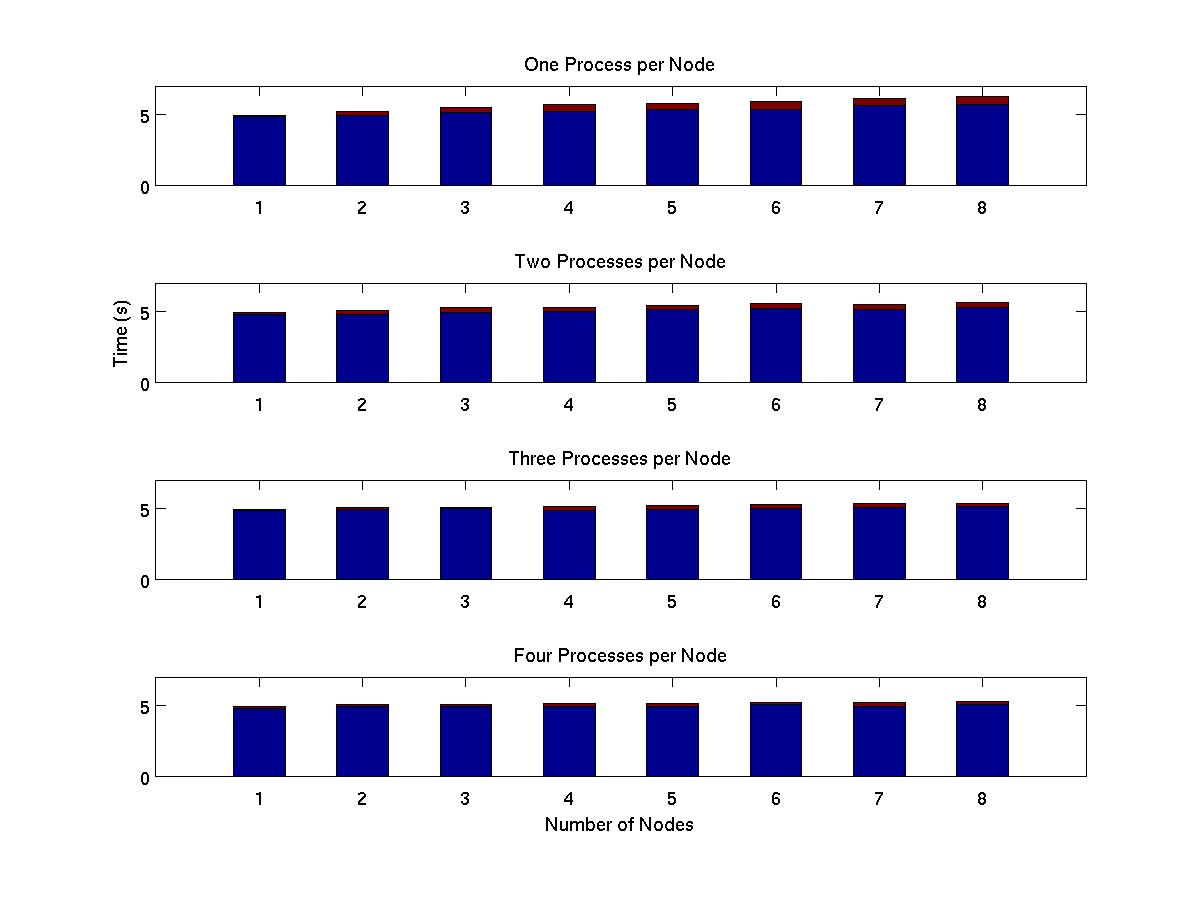 One Process per Node
5
0
1 2 3 4 5 6 7 8
Two Processes per Node
Time (s)
5
0
1 2 3 4 5 6 7 8
Three Processes per Node
5
0
1 2 3 4 5 6 7 8
Four Processes per Node
5
0
1 2 3 4 5 6 7 8
Number of Nodes